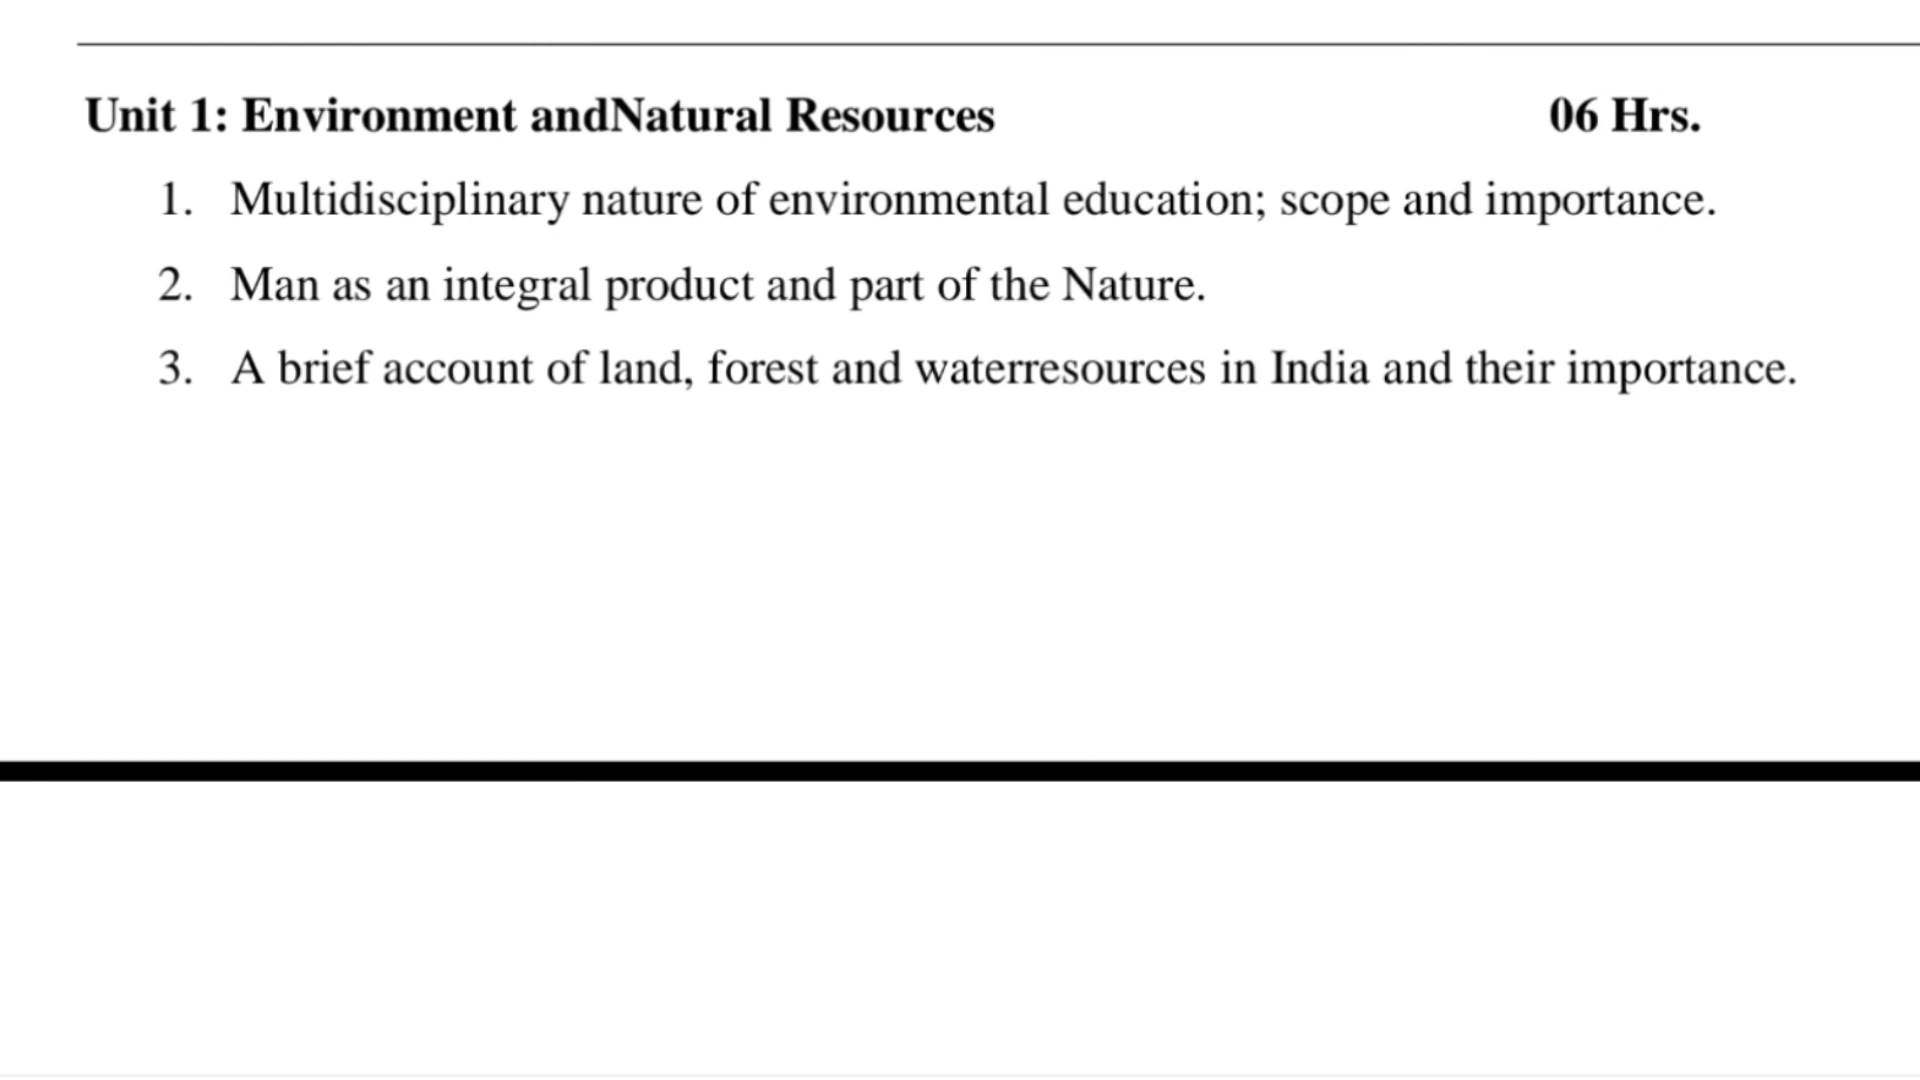 Unit 1: Environment andNatural Resources 06 Hrs.
1. Multidisciplinary nature of environmental education; scope and importance.
2. Man as an integral product and part of the Nature.
3. A brief account of land, forest and waterresources in India and their importance.